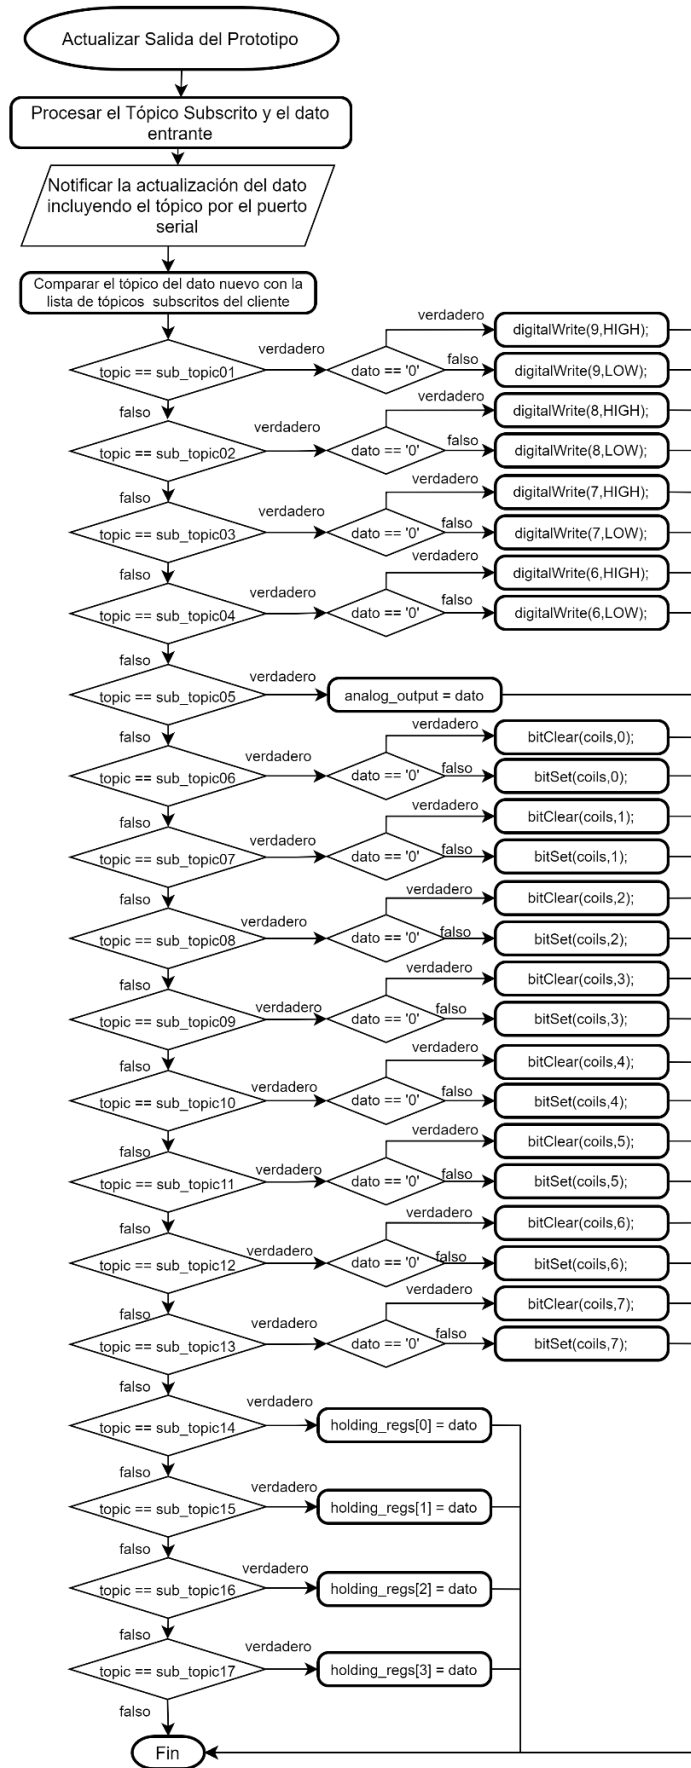 Actualizar Salida del Prototipo
Procesar el Tópico Subscrito y el dato
entrante
Notificar la actualización del dato
incluyendo el tópico por el puerto
serial
Comparar el tópico del dato nuevo con la
lista de tópicos subscritos del cliente
verdadero
digitalWrite(9,HIGH);
topic == sub_topic01
verdadero
dato == '0'
falso
digitalWrite(9,LOW);
falso
verdadero
digitalWrite(8,HIGH);
topic == sub_topic02
verdadero
dato == '0'
falso
digitalWrite(8,LOW);
falso
verdadero
digitalWrite(7,HIGH);
topic == sub_topic03
verdadero
dato == '0'
falso
digitalWrite(7,LOW);
falso
verdadero
digitalWrite(6,HIGH);
topic == sub_topic04
verdadero
dato == '0'
falso
digitalWrite(6,LOW);
falso
topic == sub_topic05
verdadero
analog_output = dato
falso
verdadero
bitClear(coils,0);
topic == sub_topic06
verdadero
dato == '0'
falso
bitSet(coils,0);
falso
verdadero
bitClear(coils,1);
topic == sub_topic07
verdadero
dato == '0'
falso
bitSet(coils,1);
falso
verdadero
bitClear(coils,2);
topic == sub_topic08
verdadero
dato == '0'
falso
bitSet(coils,2);
falso
verdadero
bitClear(coils,3);
topic == sub_topic09
verdadero
dato == '0'
falso
bitSet(coils,3);
falso
verdadero
bitClear(coils,4);
topic == sub_topic10
verdadero
dato == '0'
falso
bitSet(coils,4);
falso
verdadero
bitClear(coils,5);
topic == sub_topic11
verdadero
dato == '0'
falso
bitSet(coils,5);
falso
verdadero
bitClear(coils,6);
topic == sub_topic12
verdadero
dato == '0'
falso
bitSet(coils,6);
falso
verdadero
bitClear(coils,7);
topic == sub_topic13
verdadero
dato == '0'
falso
bitSet(coils,7);
falso
topic == sub_topic14
verdadero
holding_regs[0] = dato
falso
topic == sub_topic15
verdadero
holding_regs[1] = dato
falso
topic == sub_topic16
verdadero
holding_regs[2] = dato
falso
topic == sub_topic17
verdadero
holding_regs[3] = dato
falso
Fin